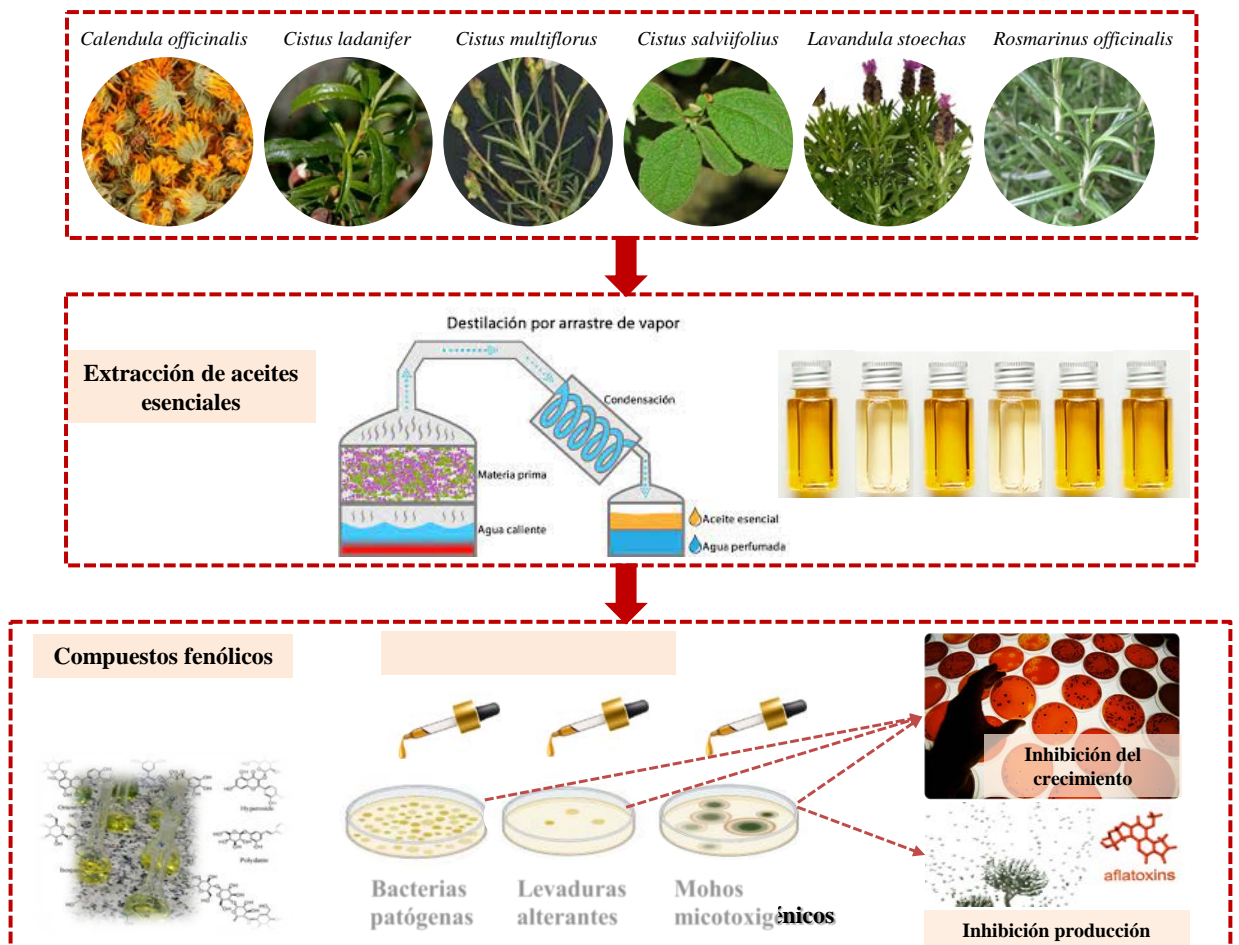 Calendula officinalis
Cistus ladanifer
Cistus multiflorus
Cistus salviifolius
Lavandula stoechas
Rosmarinus officinalis
Extracción de aceites
esenciales
Destilación por arrastre de vapor
Condensación
Materia prima
Agua caliente
Aceite esencial
Agua perfumada
Compuestos fenólicos
Hyperoside
Polydatin
Bacterias
patógenas
Levaduras
alterantes
Mohos
micotoxigénicos
Inhibición del
crecimiento
aflatoxins
Inhibición producción